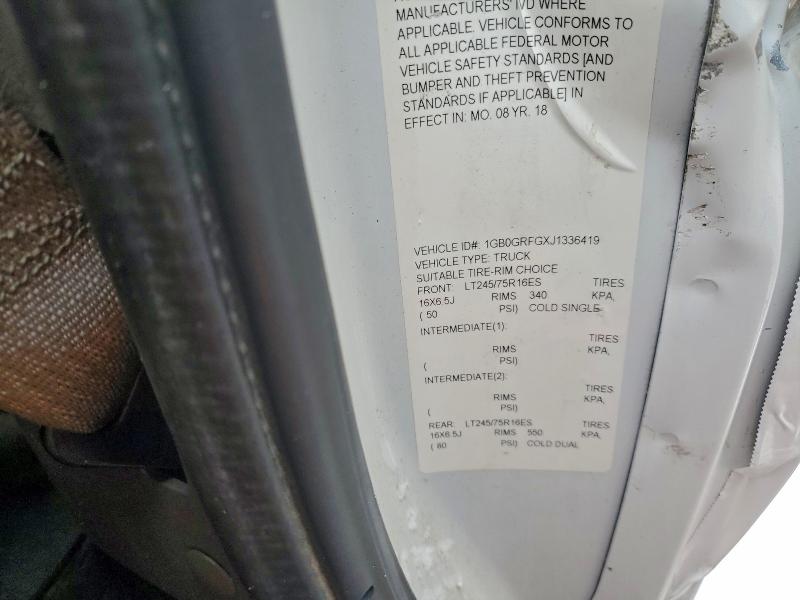 MANUFACTURERS' IVD WHERE
APPLICABLE. VEHICLE CONFORMS TO
ALL APPLICABLE FEDERAL MOTOR
VEHICLE SAFETY STANDARDS [AND
BUMPER AND THEFT PREVENTION
STANDARDS IF APPLICABLE] IN
EFFECT IN: MO. 08 YR. 18
VEHICLE ID#: 1GB0GRFGXJ1336419
VEHICLE TYPE: TRUCK
SUITABLE TIRE-RIM CHOICE
FRONT: LT245/75R16ES TIRES
16X6.5J RIMS 340 KPA,
( 50 PSI) COLD SINGLE
INTERMEDIATE(1):
TIRES
RIMS KPA,
( PSI)
INTERMEDIATE(2):
TIRES
RIMS KPA,
( PSI)
REAR: LT245/75R16ES TIRES
16X6.5J RIMS 550 KPA,
( 80 PSI) COLD DUAL